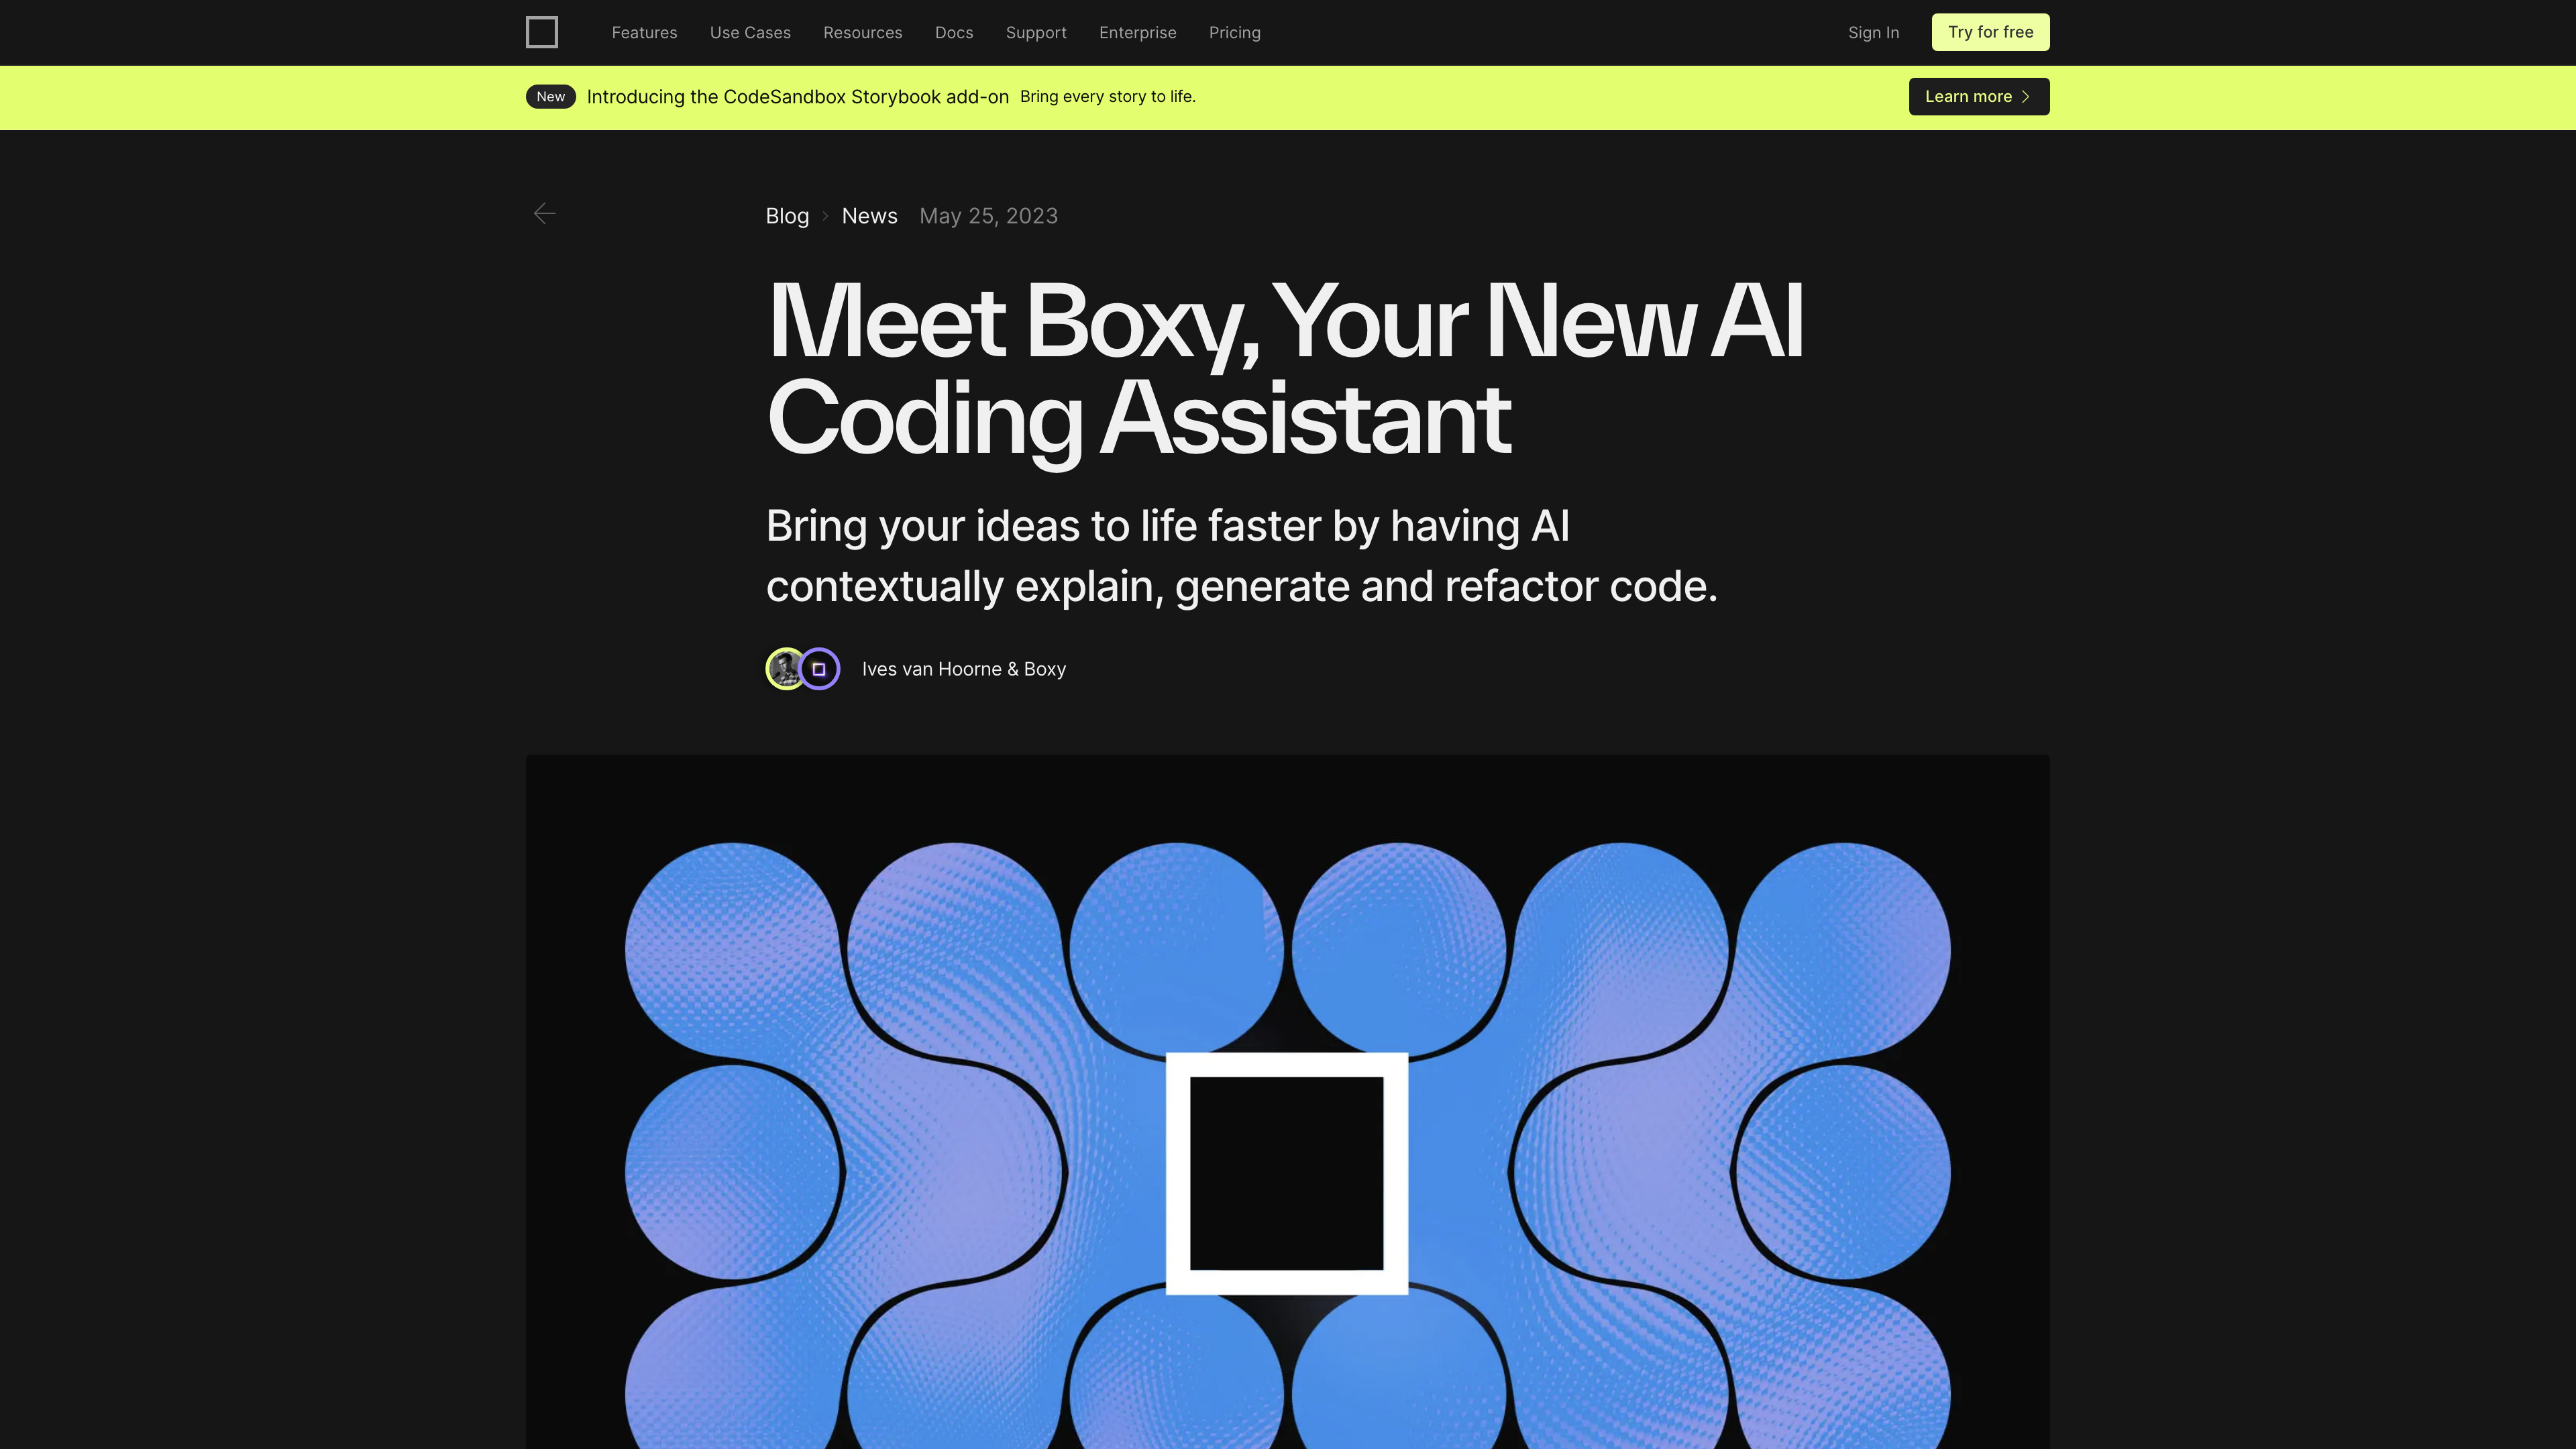 Features Use Cases Resources Docs Support Enterprise Pricing Sign In Try for free
New Introducing the CodeSandbox Storybook add-on Bring every story to life. Learn more
Blog News May 25, 2023
Meet Boxy, Your New AI
Coding Assistant
Bring your ideas to life faster by having AI
contextually explain, generate and refactor code.
Ives van Hoorne & Boxy